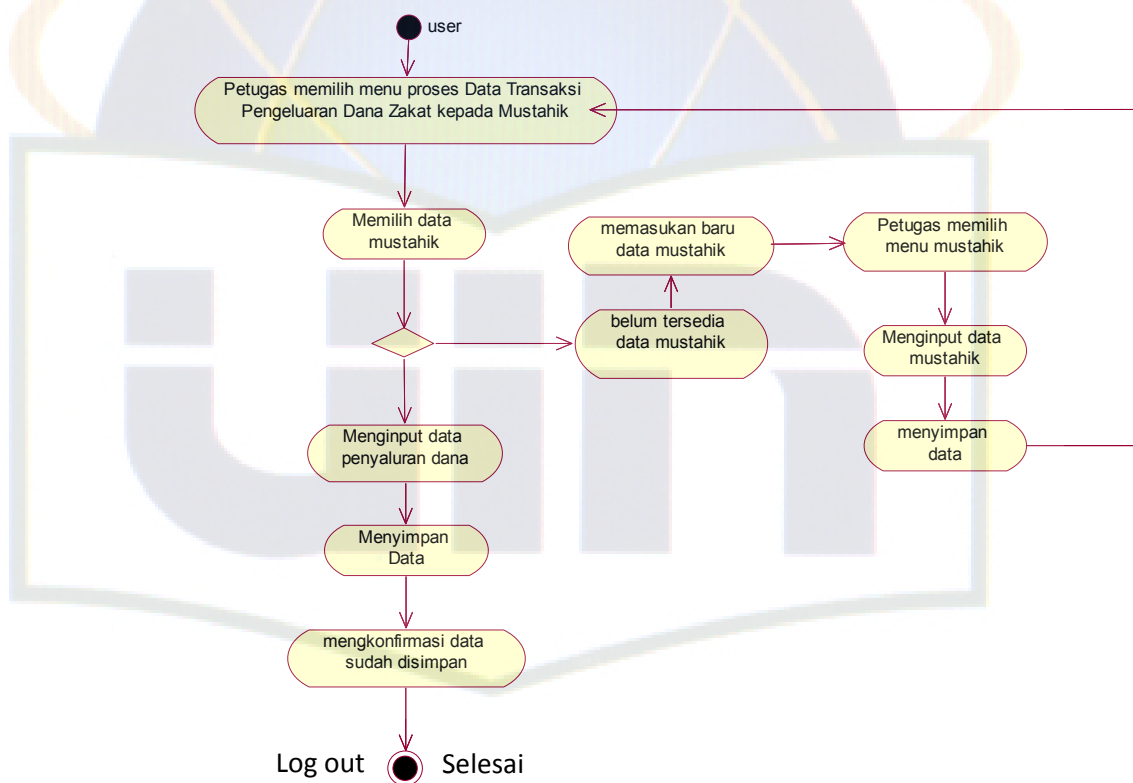 user
Petugas memilih menu proses Data Transaksi
Pengeluaran Dana Zakat kepada Mustahik
Memilih data
mustahik
memasukan baru
data mustahik
Petugas memilih
menu mustahik
belum tersedia
data mustahik
Menginput data
mustahik
Menginput data
penyaluran dana
menyimpan
data
Menyimpan
Data
mengkonfirmasi data
sudah disimpan
Log out Selesai
uin